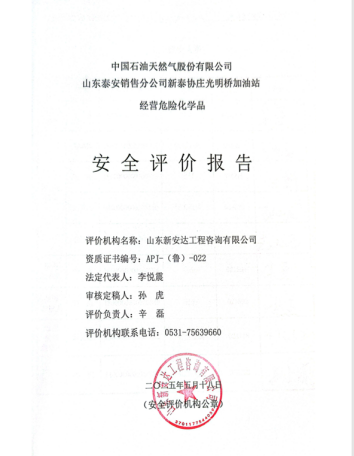 中国石油天然气股份有限公司
山东泰安销售分公司新泰协庄光明桥加油站
经营危险化学品
安全评价报告
评价机构名称：山东新安达工程咨询有限公司
资质证书编号：APJ-（鲁）-022
法定代表人：李悦震
审核定稿人：孙 虎
评价负责人：辛 磊
评价机构联系电话：0531-75639660
二〇二五年五月十八日
（安全评价机构公章）